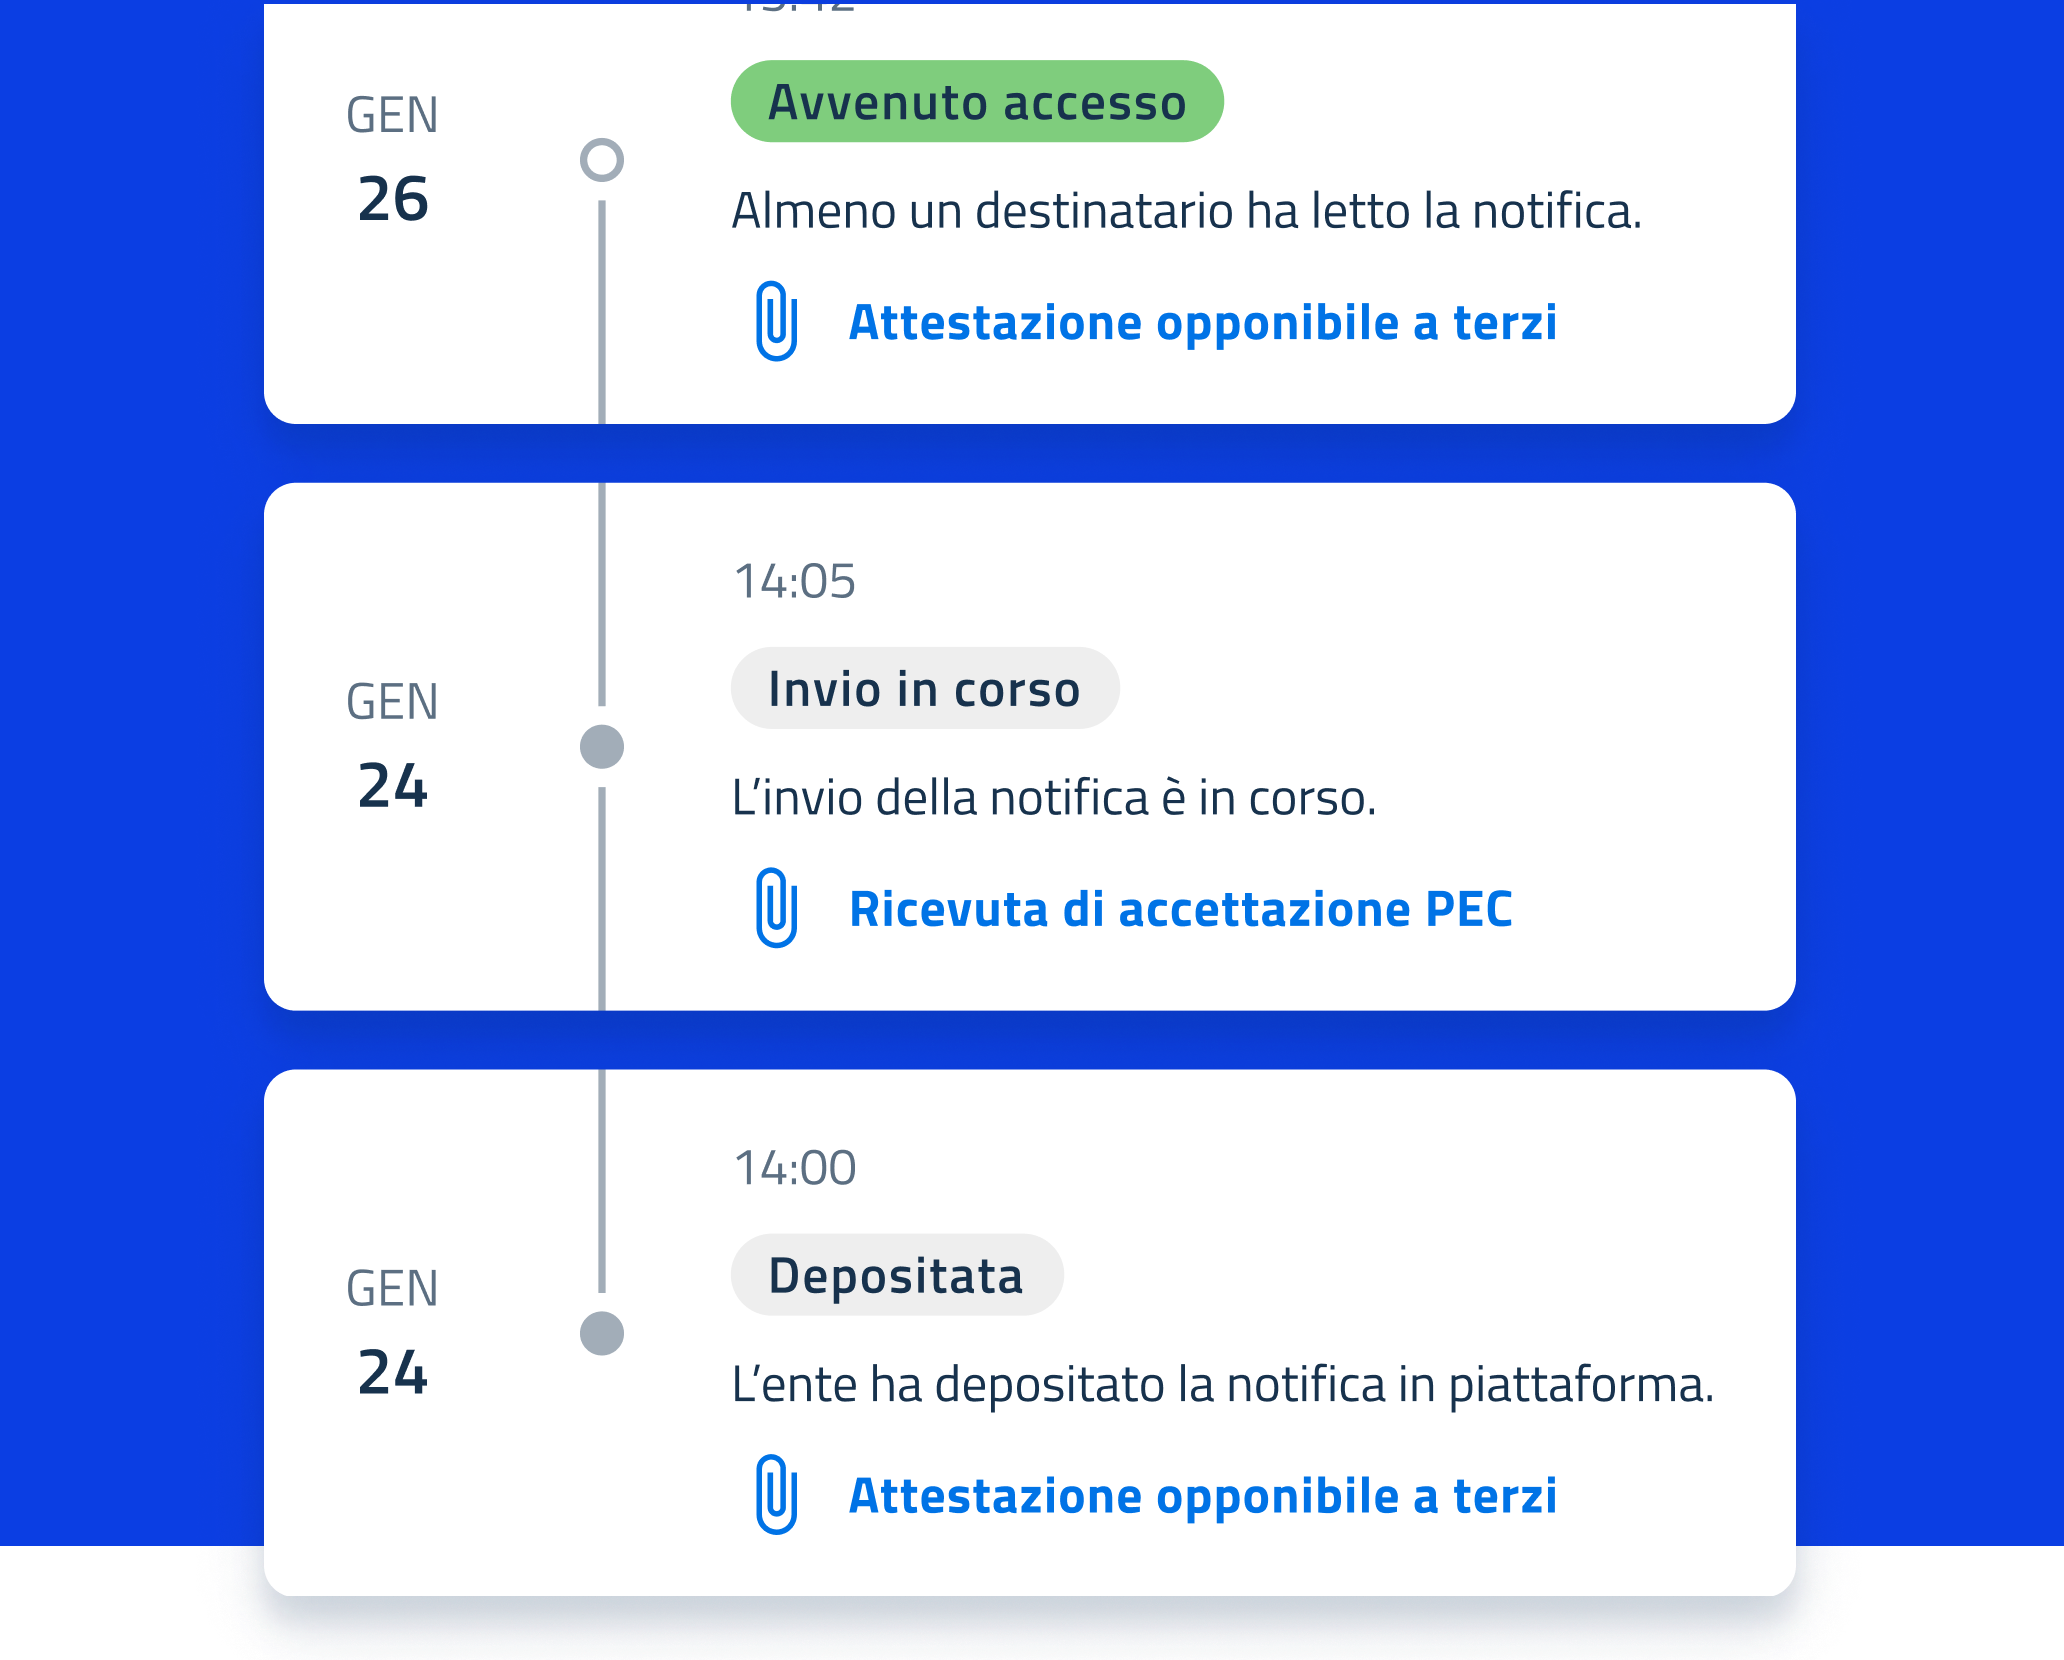 GEN
26
Avvenuto accesso
Almeno un destinatario ha letto la notifica.
Attestazione opponibile a terzi
14:05
GEN
24
Invio in corso
L’invio della notifica è in corso.
Ricevuta di accettazione PEC
14:00
GEN
24
Depositata
L’ente ha depositato la notifica in piattaforma.
Attestazione opponibile a terzi